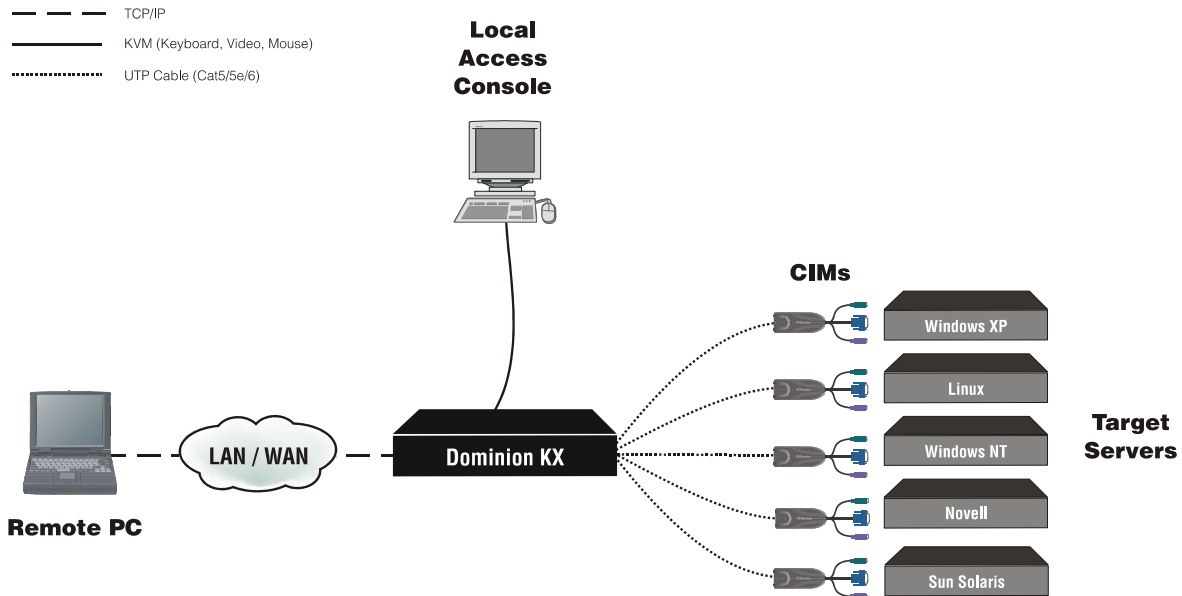 TCP/IP
KVM (Keyboard, Video, Mouse)
UTP Cable (Cat5/5e/6)
Local
Access
Console
CIMs
Windows XP
Linux
Windows NT
Novell
Sun Solaris
Target
Servers
Dominion KX
LAN / WAN
Remote PC